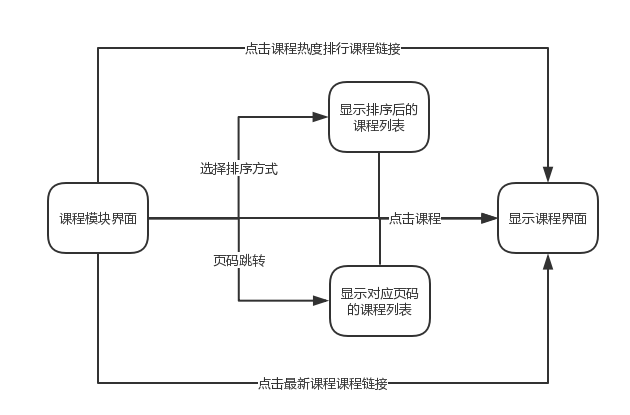 点击课程热度排行课程链接
显示排序后的
课程列表
选择排序方式
课程模块界面
点击课程
显示课程界面
页码跳转
显示对应页码
的课程列表
点击最新课程课程链接